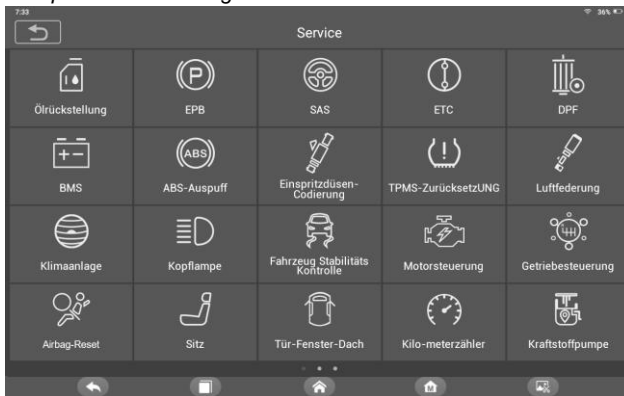 7:33
36%
Service
Ölrückstellung
EPB
SAS
ETC
DPF
BMS
ABS
ABS-Auspuff
Einspritzdüsen-
Codierung
TPMS-ZurücksetzUNG
Luftfederung
Klimaanlage
Kopflampe
Fahrzeug Stabilitäts
Kontrolle
Motorsteuerung
Getriebesteuerung
Airbag-Reset
Sitz
Tür-Fenster-Dach
Kilo-meterzähler
Kraftstoffpumpe